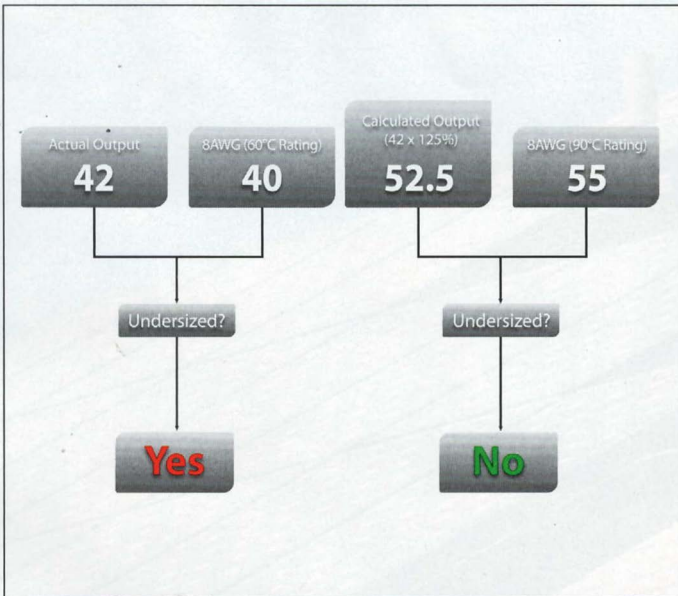 Actual Output
42
8AWG (60°C Rating)
40
Calculated Output
(42 x 125%)
52.5
8AWG (90°C Rating)
55
Undersized?
Undersized?
Yes
No